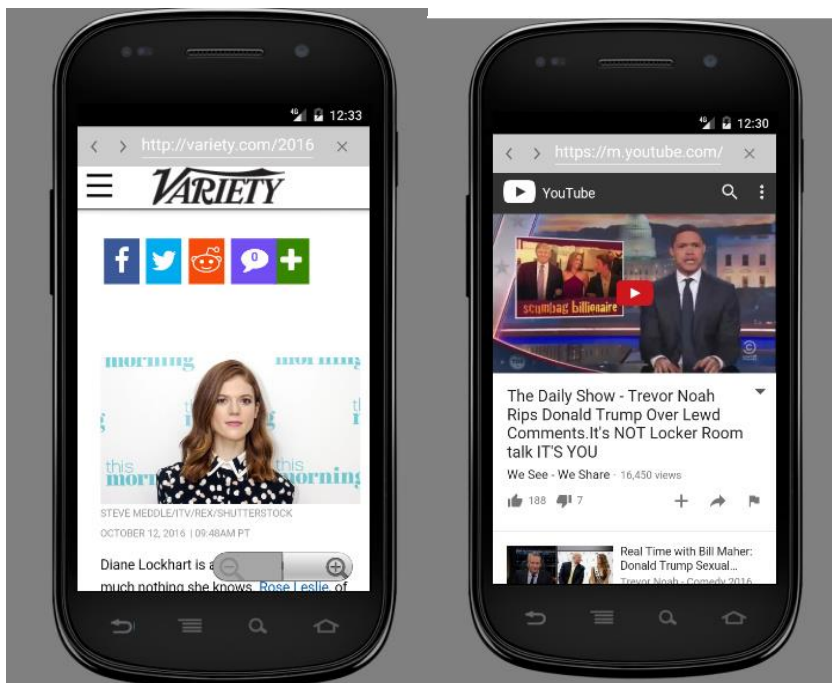 4G 12:33
http://variety.com/2016
VARIETY
0
morning
this
morning
this
morning
STEVE MEDDLE/ITV/REX/SHUTTERSTOCK
OCTOBER 12, 2016 | 09:48AM PT
Diane Lockhart is a
much nothing she knows. Rose Leslie, of
4G 12:30
https://m.youtube.com/
YouTube
scumbag billionaire
The Daily Show - Trevor Noah
Rips Donald Trump Over Lewd
Comments.It's NOT Locker Room
talk IT'S YOU
We See - We Share · 16,450 views
188 7
Real Time with Bill Maher:
Donald Trump Sexual...
Trevor Noah - Comedy 2016